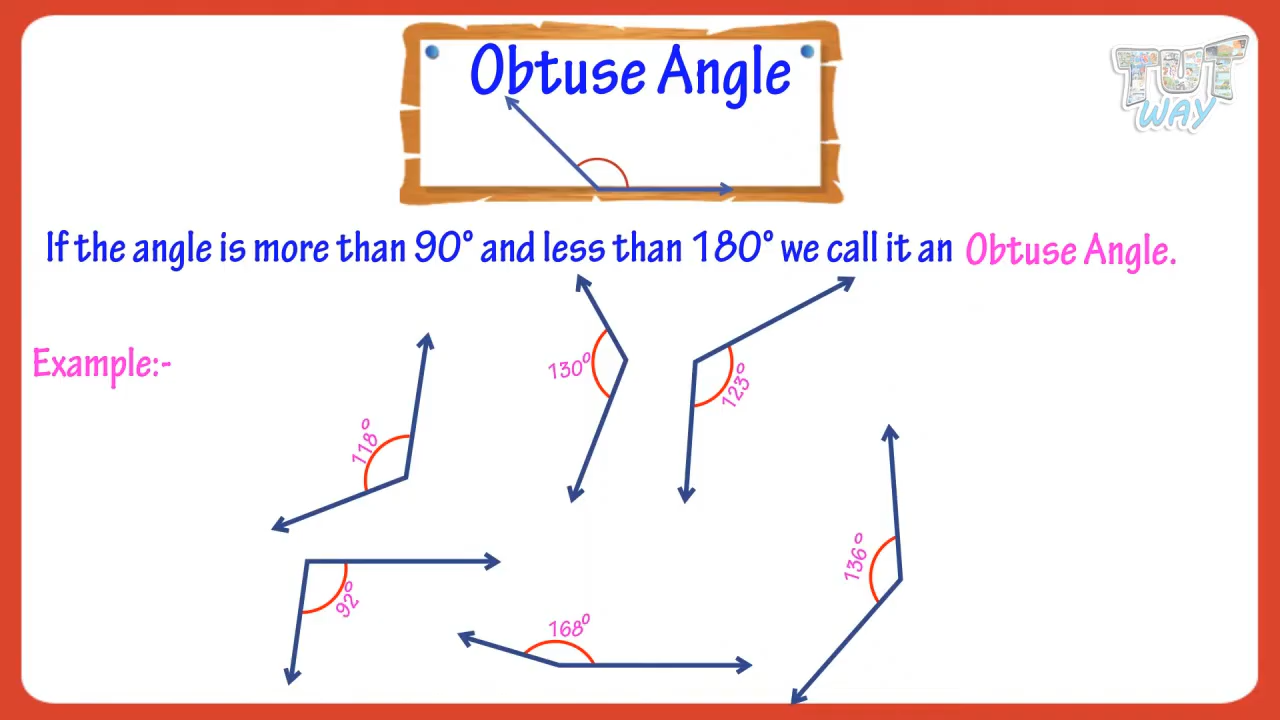 Obtuse Angle
TUT
WAY
If the angle is more than 90° and less than 180° we call it an Obtuse Angle.
Example:-
130°
123°
118°
136°
92°
168°